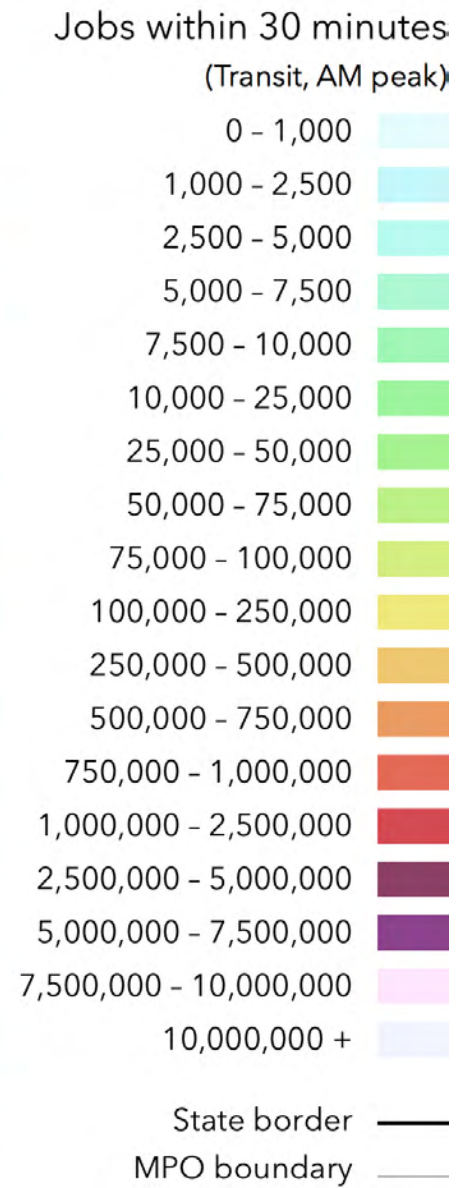 Jobs within 30 minutes
(Transit, AM peak)
0 – 1,000
1,000 – 2,500
2,500 – 5,000
5,000 – 7,500
7,500 – 10,000
10,000 – 25,000
25,000 – 50,000
50,000 – 75,000
75,000 – 100,000
100,000 – 250,000
250,000 – 500,000
500,000 – 750,000
750,000 – 1,000,000
1,000,000 – 2,500,000
2,500,000 – 5,000,000
5,000,000 – 7,500,000
7,500,000 – 10,000,000
10,000,000 +
State border
MPO boundary